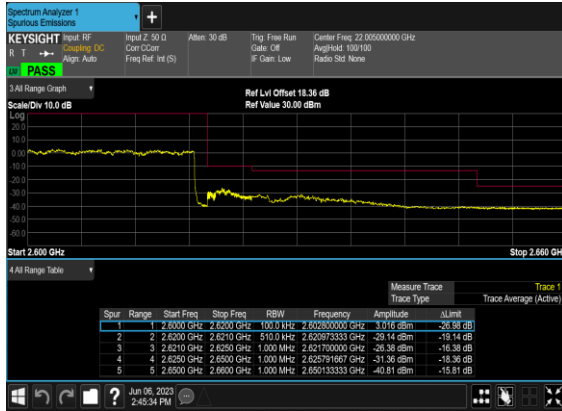 Spectrum Analyzer 1
Spurious Emissions
+
KEYSIGHT Input: RF Input Z: 50 Ω Atten: 30 dB Trig: Free Run Center Freq: 22.005000000 GHz
R T Coupling: DC Corr CCorr Gate: Off Avg|Hold: 100/100
Align: Auto Freq Ref: Int (S) IF Gain: Low Radio Std: None
LXI PASS
3 All Range Graph Ref Lvl Offset 18.36 dB
Scale/Div 10.0 dB Ref Value 30.00 dBm
Log
20.0
10.0
0.00
-10.0
-20.0
-30.0
-40.0
-50.0
-60.0
Start 2.600 GHz Stop 2.660 GHz
4 All Range Table
Measure Trace Trace 1
Trace Type Trace Average (Active)
Spur Range Start Freq Stop Freq RBW Frequency Amplitude ΔLimit
1 1 2.6000 GHz 2.6200 GHz 100.0 kHz 2.602800000 GHz 3.016 dBm -26.98 dB
2 2 2.6200 GHz 2.6210 GHz 510.0 kHz 2.620973333 GHz -29.14 dBm -19.14 dB
3 3 2.6210 GHz 2.6250 GHz 1.000 MHz 2.621700000 GHz -26.38 dBm -16.38 dB
4 4 2.6250 GHz 2.6500 GHz 1.000 MHz 2.625791667 GHz -31.36 dBm -18.36 dB
5 5 2.6500 GHz 2.6600 GHz 1.000 MHz 2.650133333 GHz -40.81 dBm -15.81 dB
? Jun 06, 2023
2:45:34 PM